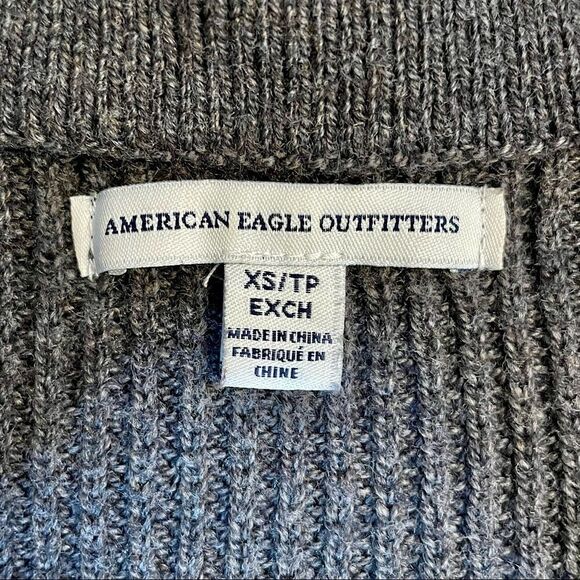 AMERICAN EAGLE OUTFITTERS
XS/TP
EXCH
MADE IN CHINA
FABRIQUÉ EN
CHINE